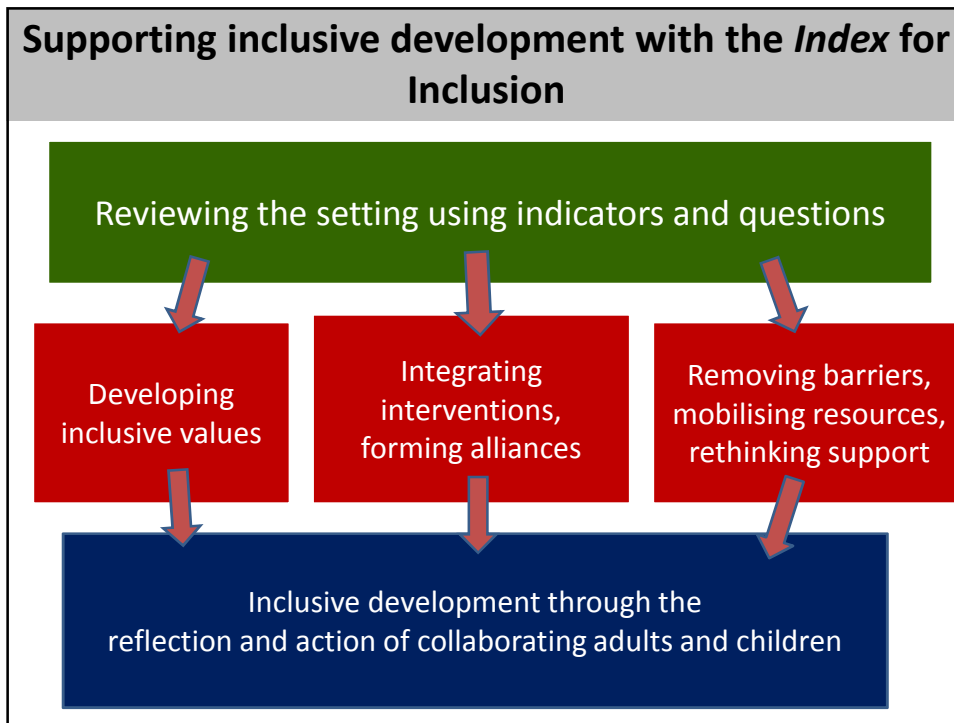 Supporting inclusive development with the Index for
Inclusion
Reviewing the setting using indicators and questions
Developing
inclusive values
Integrating
interventions,
forming alliances
Removing barriers,
mobilising resources,
rethinking support
Inclusive development through the
reflection and action of collaborating adults and children